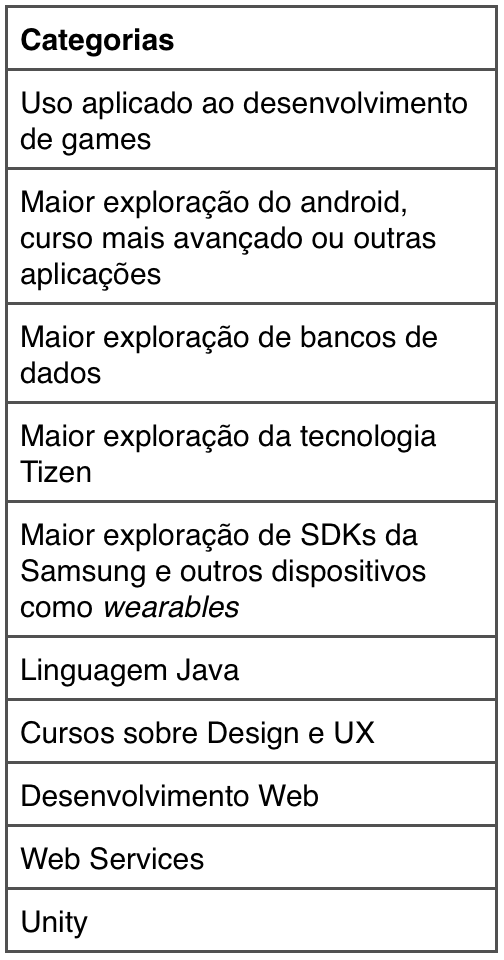 Categorias
Uso aplicado ao desenvolvimento
de games
Maior exploração do android,
curso mais avançado ou outras
aplicações
Maior exploração de bancos de
dados
Maior exploração da tecnologia
Tizen
Maior exploração de SDKs da
Samsung e outros dispositivos
como wearables
Linguagem Java
Cursos sobre Design e UX
Desenvolvimento Web
Web Services
Unity